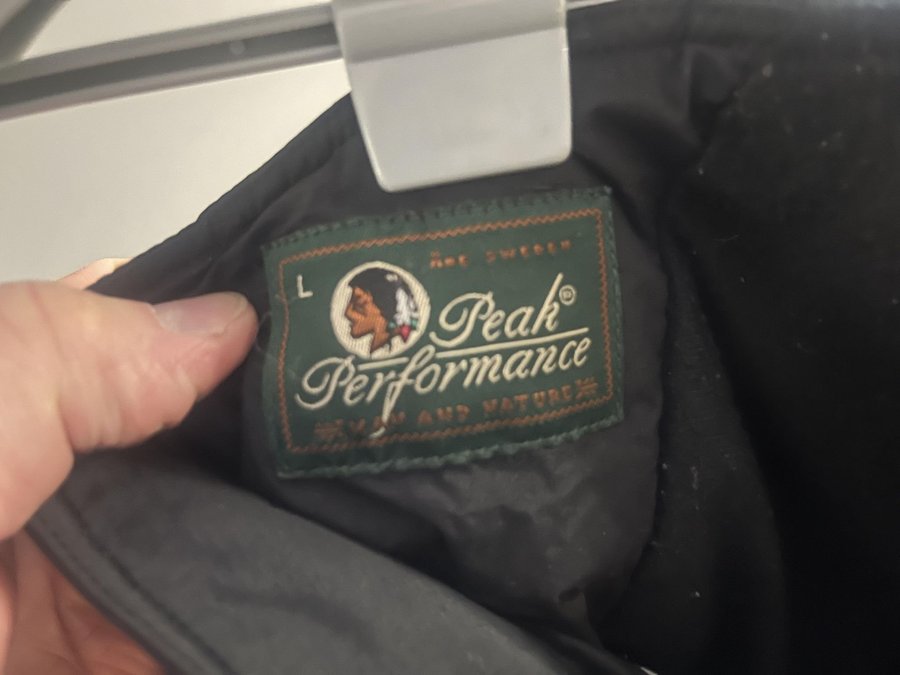 ÅRE SWEDEN
L
Peak®
Performance
MAN AND NATURE